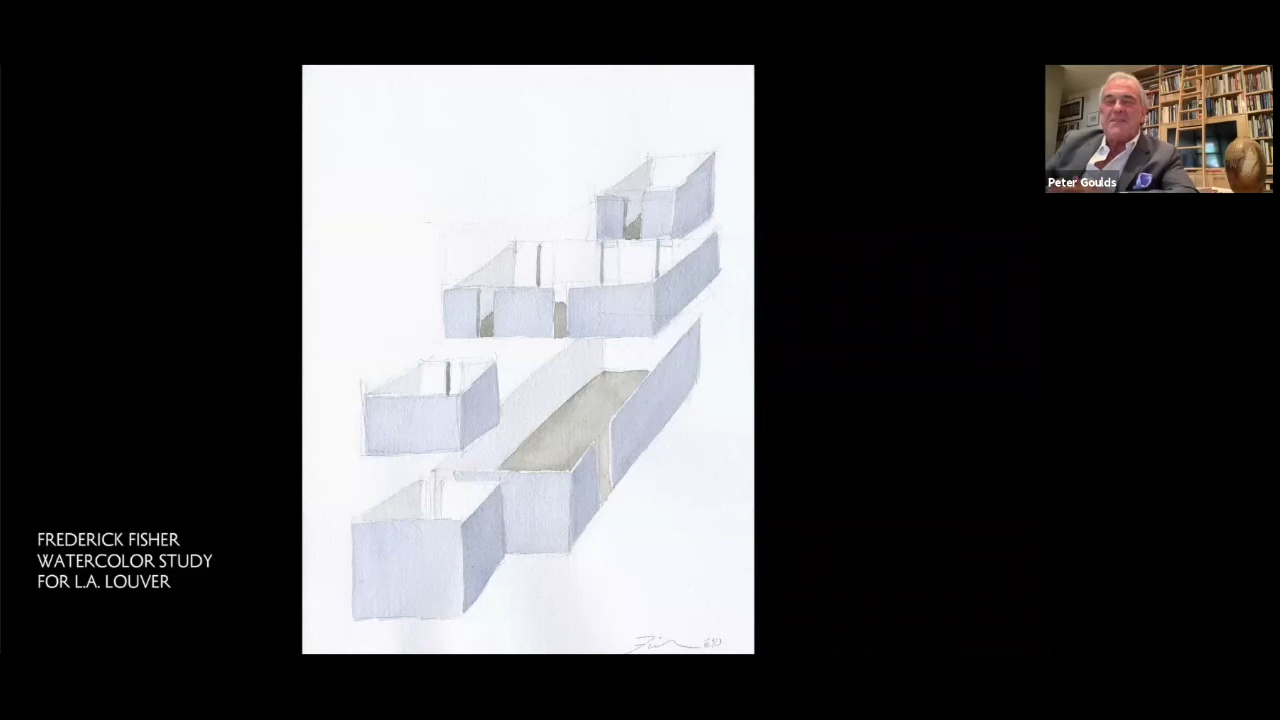 FREDERICK FISHER
WATERCOLOR STUDY
FOR L.A. LOUVER
Peter Goulds